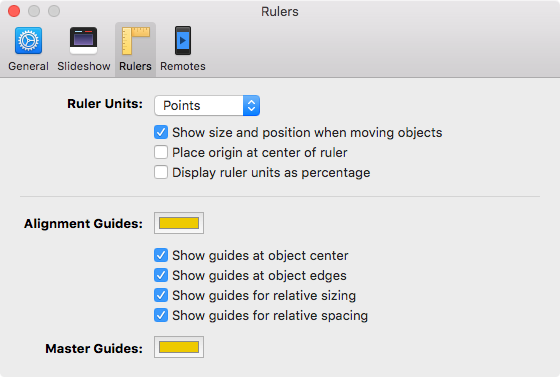 Rulers
General Slideshow Rulers Remotes
Ruler Units: Points
Show size and position when moving objects
Place origin at center of ruler
Display ruler units as percentage
Alignment Guides:
Show guides at object center
Show guides at object edges
Show guides for relative sizing
Show guides for relative spacing
Master Guides: